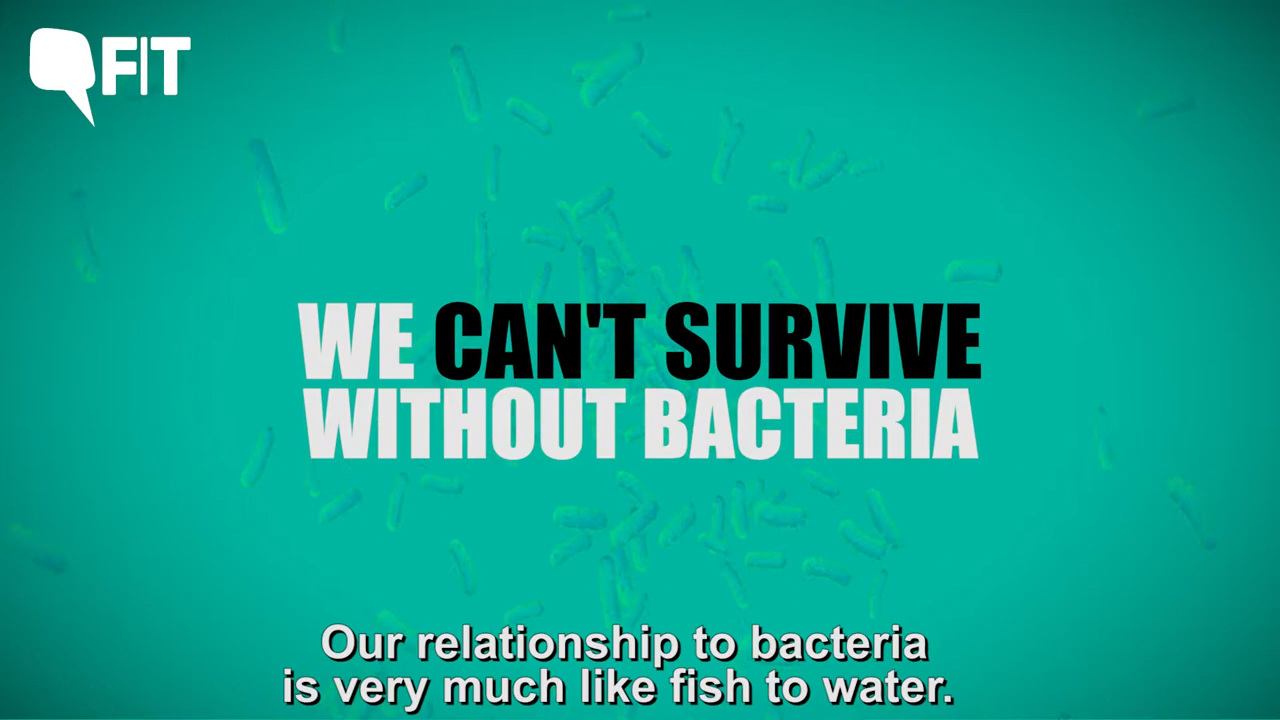 FIT
WE CAN'T SURVIVE
WITHOUT BACTERIA
Our relationship to bacteria
is very much like fish to water.